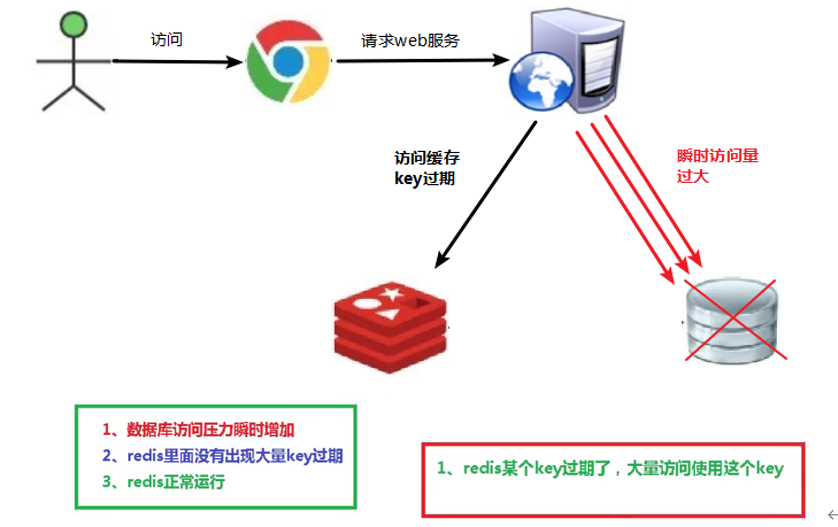 访问
请求web服务
访问缓存
key过期
瞬时访问量
过大
1、数据库访问压力瞬时增加
2、redis里面没有出现大量key过期
3、redis正常运行
1、redis某个key过期了，大量访问使用这个key